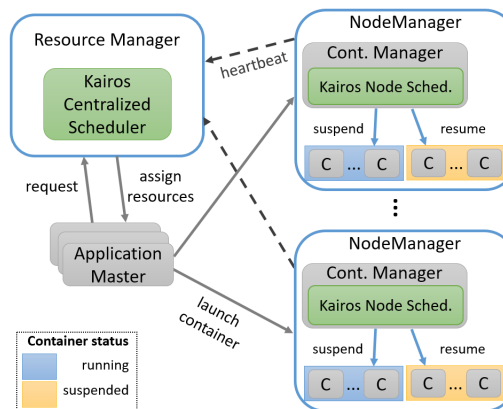 Resource Manager
Kairos
Centralized
Scheduler
request
assign
resources
Application
Master
heartbeat
launch
container
NodeManager
Cont. Manager
Kairos Node Sched.
suspend
resume
C ... C
C ... C
...
NodeManager
Cont. Manager
Kairos Node Sched.
suspend
resume
C ... C
C ... C
Container status
running
suspended